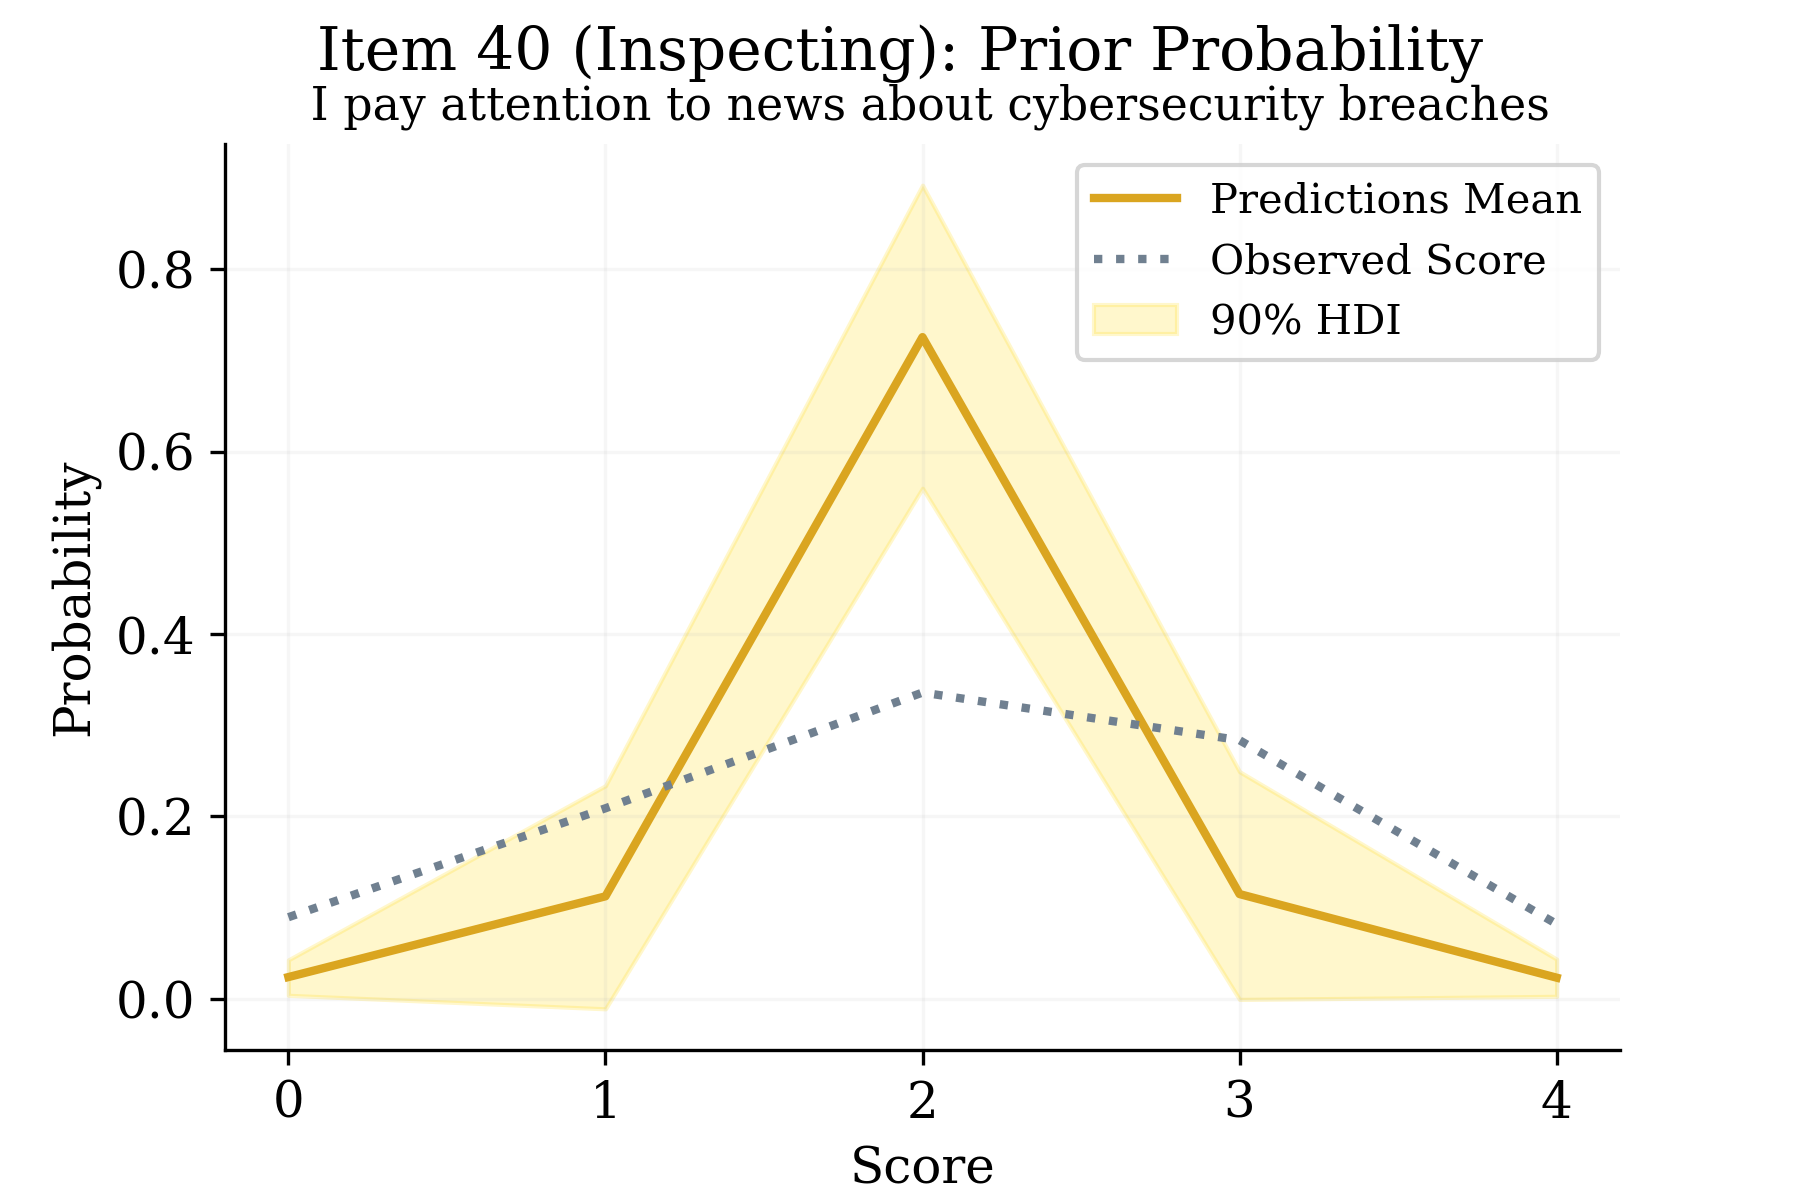 Item 40 (Inspecting): Prior Probability
I pay attention to news about cybersecurity breaches
Predictions Mean
Observed Score
90% HDI
Probability
0.8
0.6
0.4
0.2
0.0
0 1 2 3 4
Score